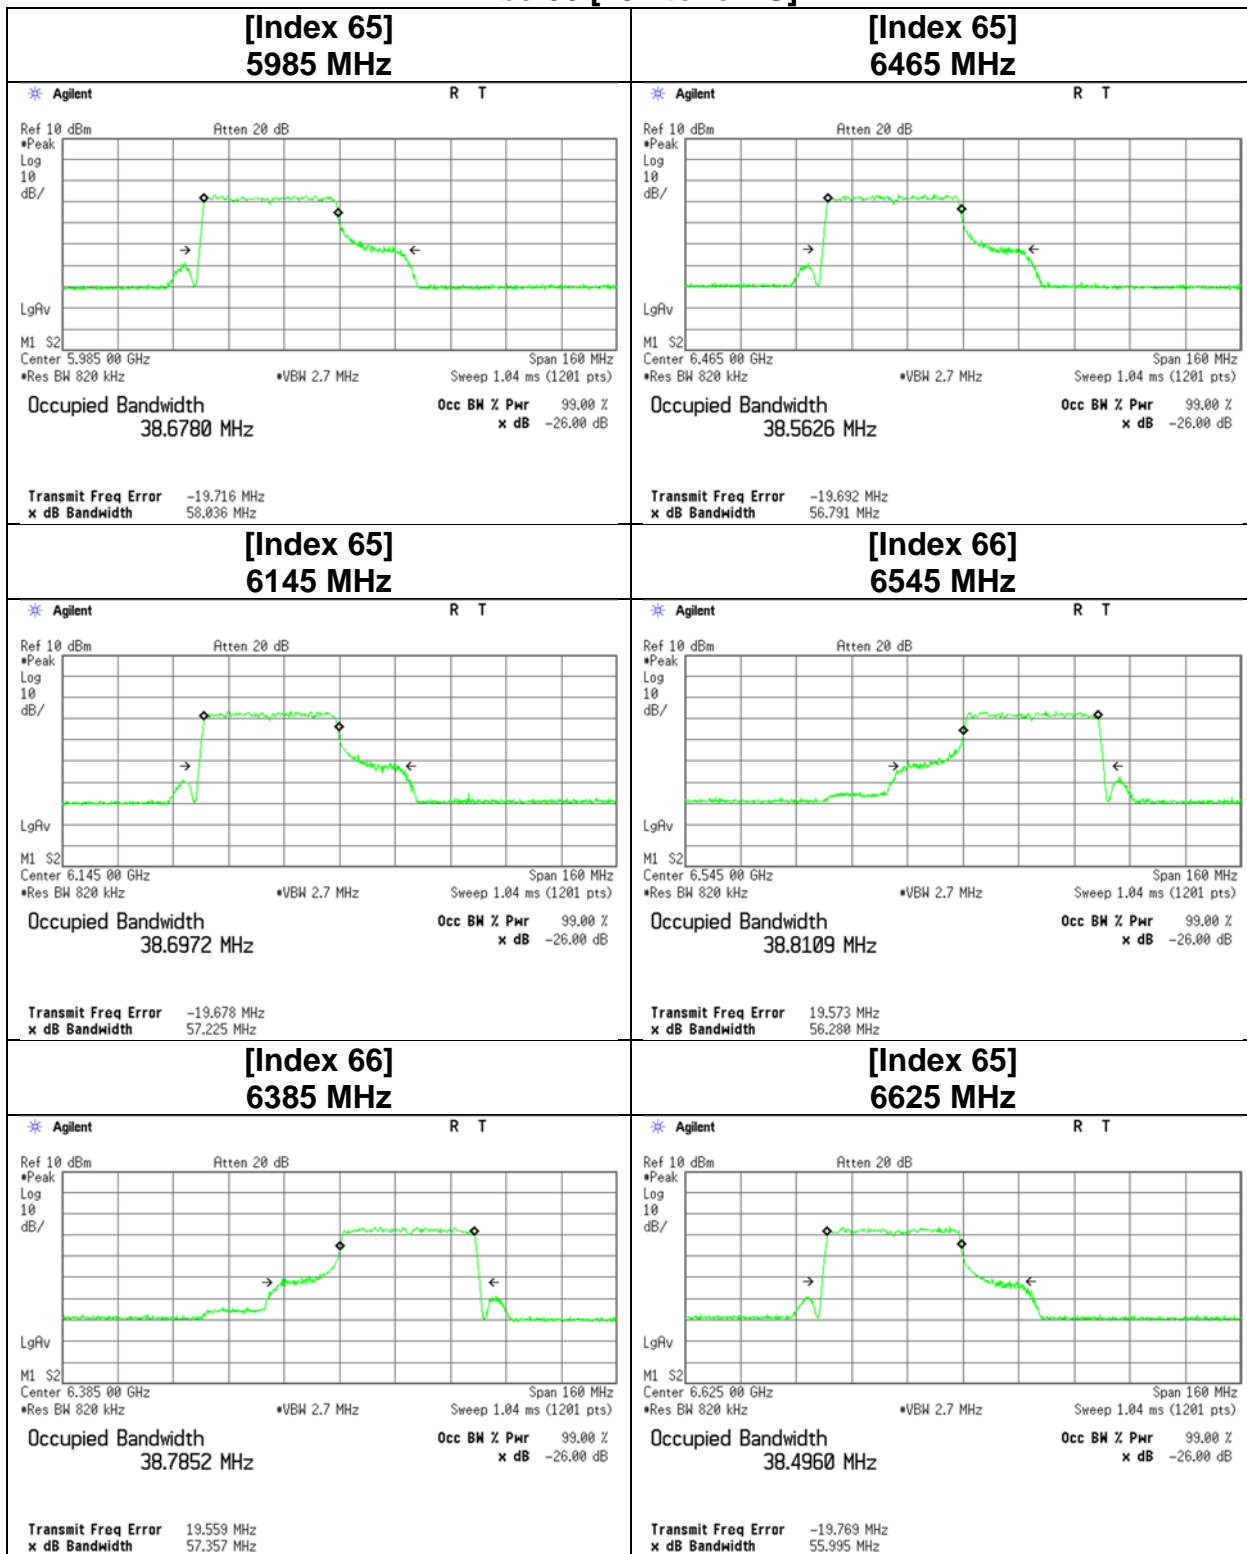 [Index 65]
5985 MHz
Agilent
R T
Ref 10 dBm Atten 20 dB
#Peak
Log
10
dB/
LgAv
M1 S2
Center 5.985 00 GHz Span 160 MHz
#Res BW 820 kHz #VBW 2.7 MHz Sweep 1.04 ms (1201 pts)
Occupied Bandwidth Occ BW % Pwr 99.00 %
38.6780 MHz x dB -26.00 dB
Transmit Freq Error -19.716 MHz
x dB Bandwidth 58.036 MHz
[Index 65]
6465 MHz
Agilent
R T
Ref 10 dBm Atten 20 dB
#Peak
Log
10
dB/
LgAv
M1 S2
Center 6.465 00 GHz Span 160 MHz
#Res BW 820 kHz #VBW 2.7 MHz Sweep 1.04 ms (1201 pts)
Occupied Bandwidth Occ BW % Pwr 99.00 %
38.5626 MHz x dB -26.00 dB
Transmit Freq Error -19.692 MHz
x dB Bandwidth 56.791 MHz
[Index 65]
6145 MHz
Agilent
R T
Ref 10 dBm Atten 20 dB
#Peak
Log
10
dB/
LgAv
M1 S2
Center 6.145 00 GHz Span 160 MHz
#Res BW 820 kHz #VBW 2.7 MHz Sweep 1.04 ms (1201 pts)
Occupied Bandwidth Occ BW % Pwr 99.00 %
38.6972 MHz x dB -26.00 dB
Transmit Freq Error -19.678 MHz
x dB Bandwidth 57.225 MHz
[Index 66]
6545 MHz
Agilent
R T
Ref 10 dBm Atten 20 dB
#Peak
Log
10
dB/
LgAv
M1 S2
Center 6.545 00 GHz Span 160 MHz
#Res BW 820 kHz #VBW 2.7 MHz Sweep 1.04 ms (1201 pts)
Occupied Bandwidth Occ BW % Pwr 99.00 %
38.8109 MHz x dB -26.00 dB
Transmit Freq Error 19.573 MHz
x dB Bandwidth 56.280 MHz
[Index 66]
6385 MHz
Agilent
R T
Ref 10 dBm Atten 20 dB
#Peak
Log
10
dB/
LgAv
M1 S2
Center 6.385 00 GHz Span 160 MHz
#Res BW 820 kHz #VBW 2.7 MHz Sweep 1.04 ms (1201 pts)
Occupied Bandwidth Occ BW % Pwr 99.00 %
38.7852 MHz x dB -26.00 dB
Transmit Freq Error 19.559 MHz
x dB Bandwidth 57.357 MHz
[Index 65]
6625 MHz
Agilent
R T
Ref 10 dBm Atten 20 dB
#Peak
Log
10
dB/
LgAv
M1 S2
Center 6.625 00 GHz Span 160 MHz
#Res BW 820 kHz #VBW 2.7 MHz Sweep 1.04 ms (1201 pts)
Occupied Bandwidth Occ BW % Pwr 99.00 %
38.4960 MHz x dB -26.00 dB
Transmit Freq Error -19.769 MHz
x dB Bandwidth 55.995 MHz